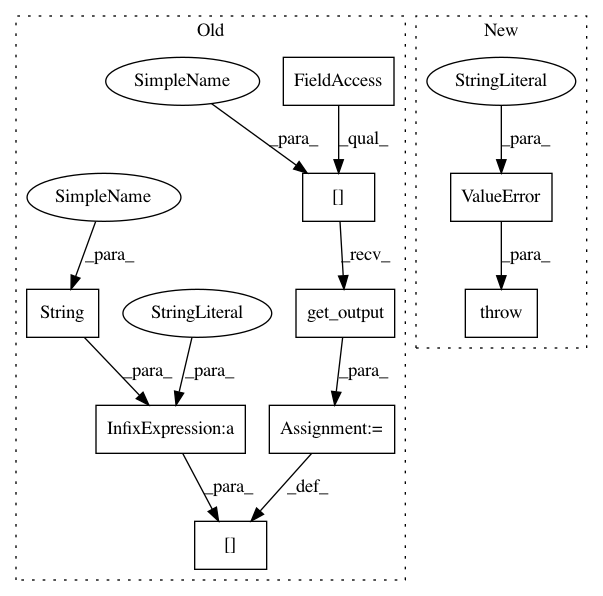 Old
New
SimpleName
FieldAccess
StringLiteral
_para_
_qual_
_para_
SimpleName
[]
ValueError
_para_
_recv_
_para_
String
StringLiteral
get_output
throw
_para_
_para_
_para_
InfixExpression:a
Assignment:=
_para_
_def_
[]